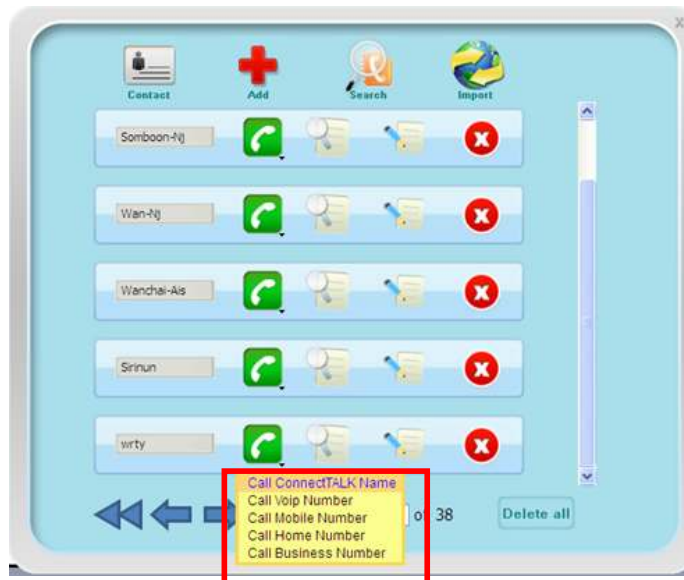 x
Contact Add Search Import
Somboon-Nj
Wan-Nj
Wanchai-Ais
Sirinun
wrty
Call ConnectTALK Name
Call Voip Number
Call Mobile Number
Call Home Number
Call Business Number
of 38
Delete all